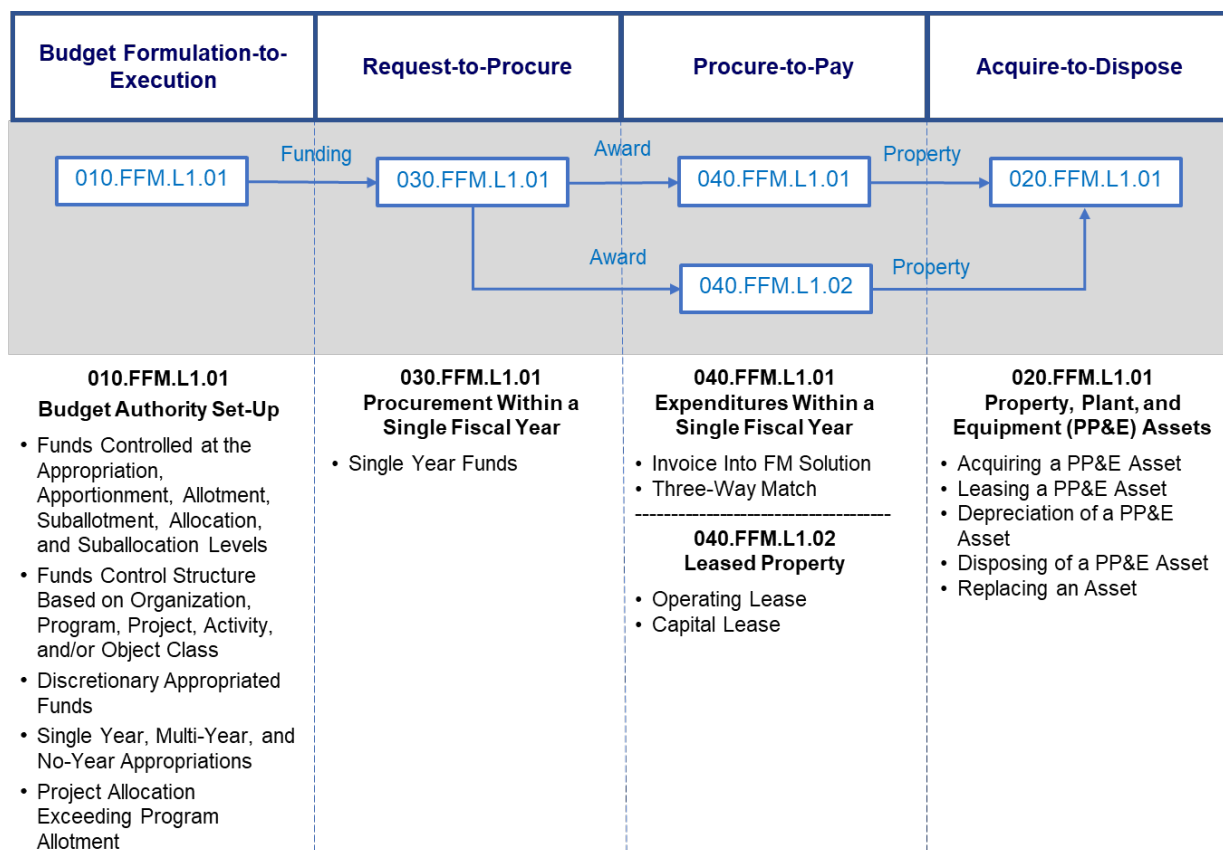 Budget Formulation-to-
Execution
Request-to-Procure
Procure-to-Pay
Acquire-to-Dispose
010.FFM.L1.01
Funding
030.FFM.L1.01
Award
040.FFM.L1.01
Property
020.FFM.L1.01
Award
040.FFM.L1.02
Property
010.FFM.L1.01
Budget Authority Set-Up
• Funds Controlled at the
Appropriation,
Apportionment, Allotment,
Suballotment, Allocation,
and Suballocation Levels
• Funds Control Structure
Based on Organization,
Program, Project, Activity,
and/or Object Class
• Discretionary Appropriated
Funds
• Single Year, Multi-Year, and
No-Year Appropriations
• Project Allocation
Exceeding Program
Allotment
030.FFM.L1.01
Procurement Within a
Single Fiscal Year
• Single Year Funds
040.FFM.L1.01
Expenditures Within a
Single Fiscal Year
• Invoice Into FM Solution
• Three-Way Match
040.FFM.L1.02
Leased Property
• Operating Lease
• Capital Lease
020.FFM.L1.01
Property, Plant, and
Equipment (PP&E) Assets
• Acquiring a PP&E Asset
• Leasing a PP&E Asset
• Depreciation of a PP&E
Asset
• Disposing of a PP&E Asset
• Replacing an Asset